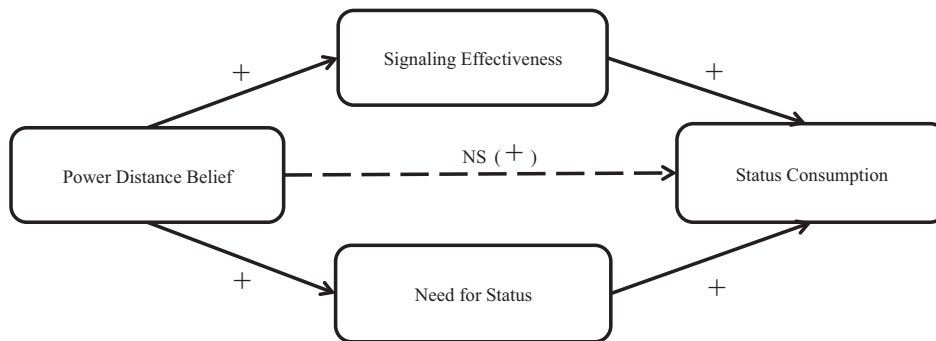 Signaling Effectiveness
+
+
Power Distance Belief
NS (+)
Status Consumption
+
Need for Status
+